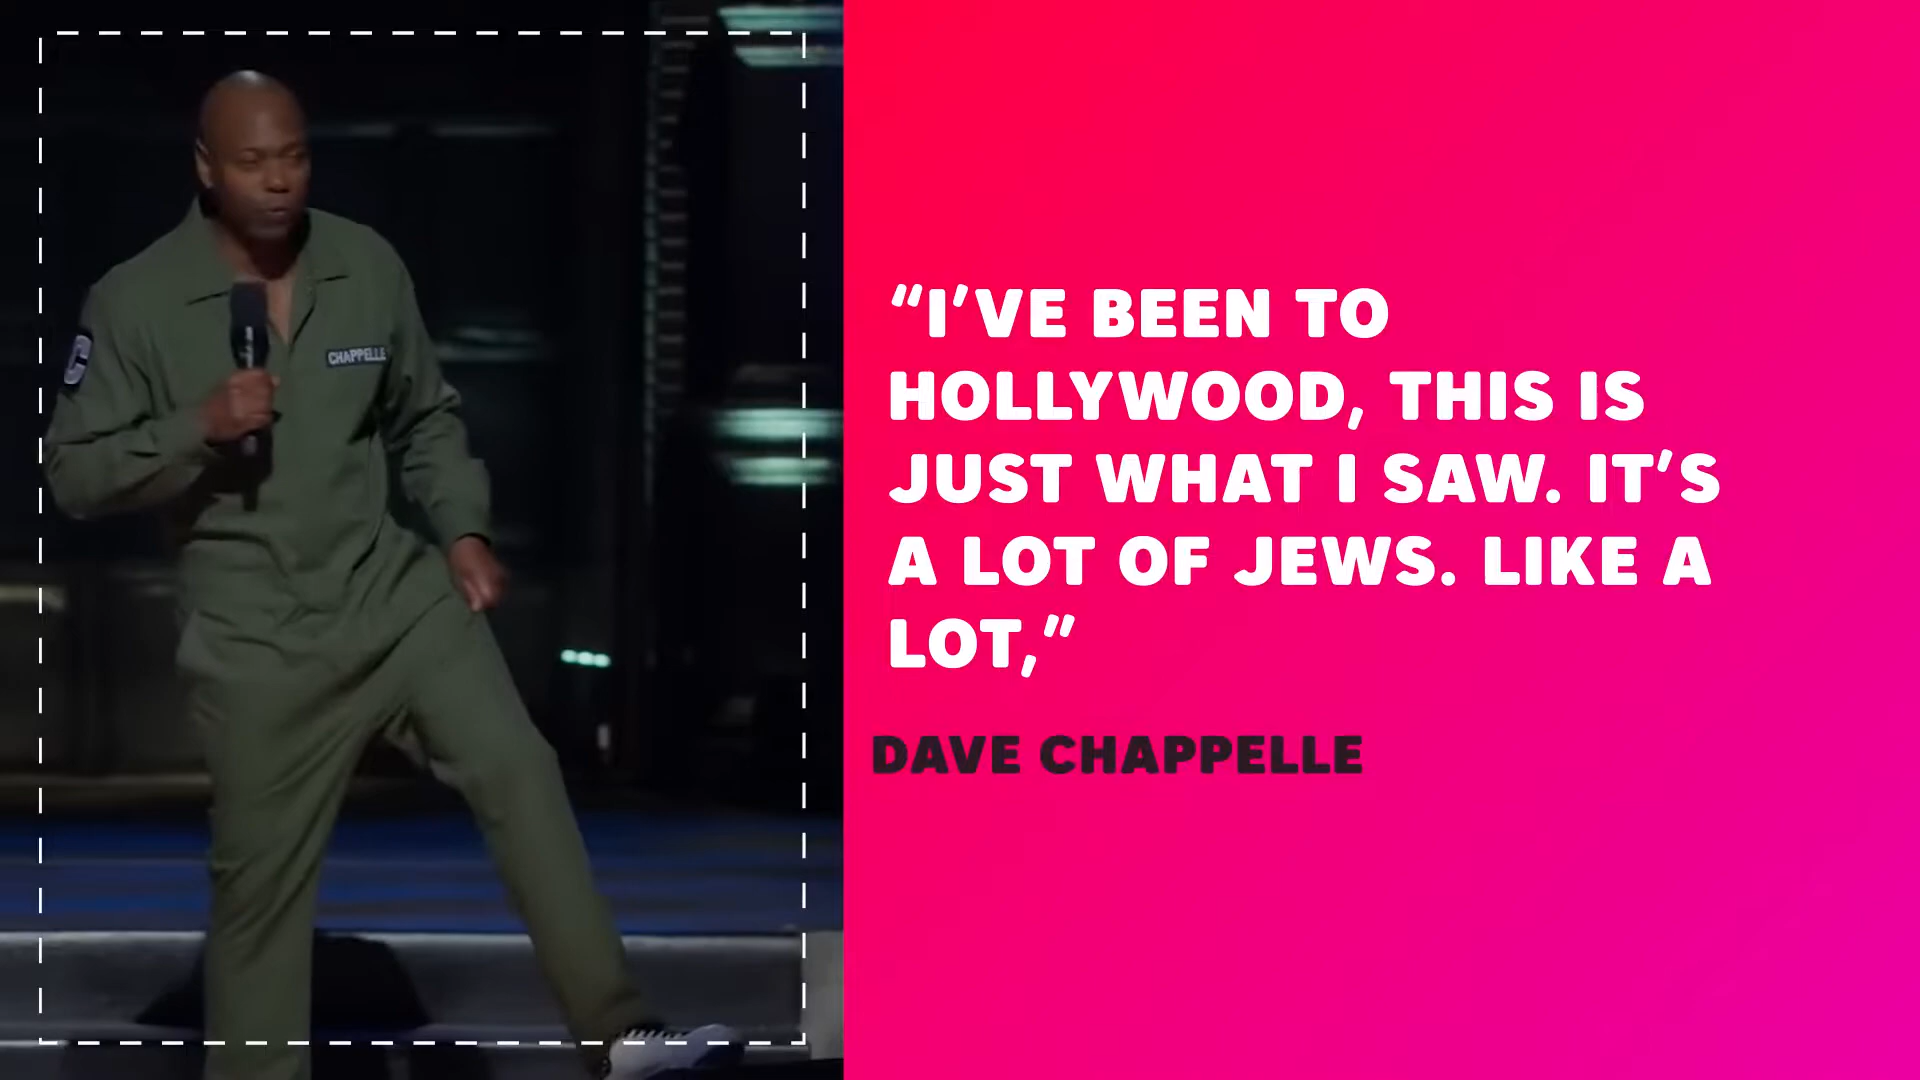 C
CHAPPELLE
“I’VE BEEN TO
HOLLYWOOD, THIS IS
JUST WHAT I SAW. IT’S
A LOT OF JEWS. LIKE A
LOT,”
DAVE CHAPPELLE